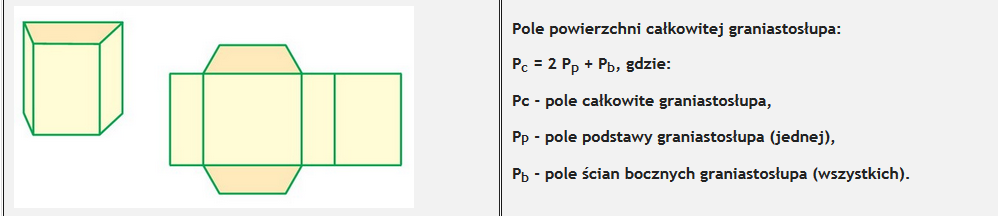 Pole powierzchni całkowitej graniastosłupa:
Pc = 2 Pp + Pb, gdzie:
Pc - pole całkowite graniastosłupa,
Pp - pole podstawy graniastosłupa (jednej),
Pb - pole ścian bocznych graniastosłupa (wszystkich).